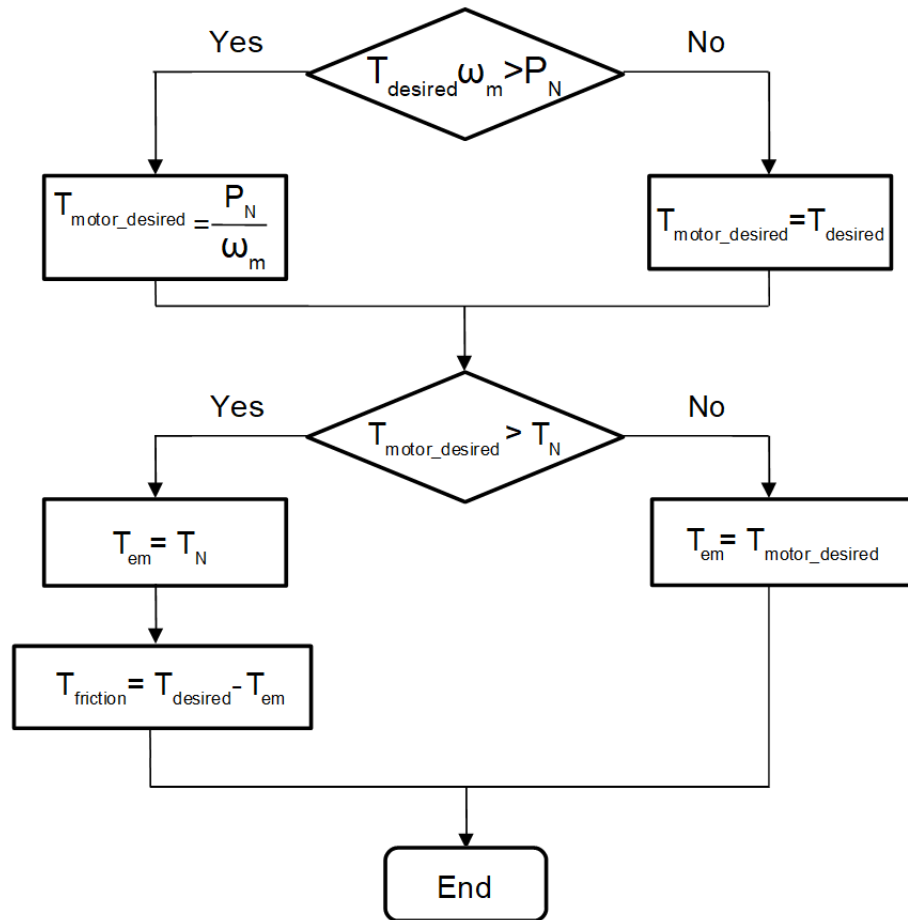 Yes
No
T_desired ω_m>P_N
T_motor_desired = P_N / ω_m
T_motor_desired=T_desired
Yes
No
T_motor_desired > T_N
T_em= T_N
T_em= T_motor_desired
T_friction= T_desired- T_em
End